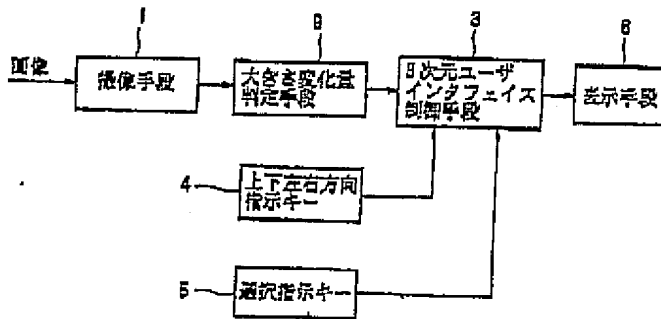 1
9
3
6
画像
撮像手段
大きさ変化量
判定手段
3次元ユーザ
インタフェイス
制御手段
表示手段
4
上下左右方向
指示キー
5
選択指示キー